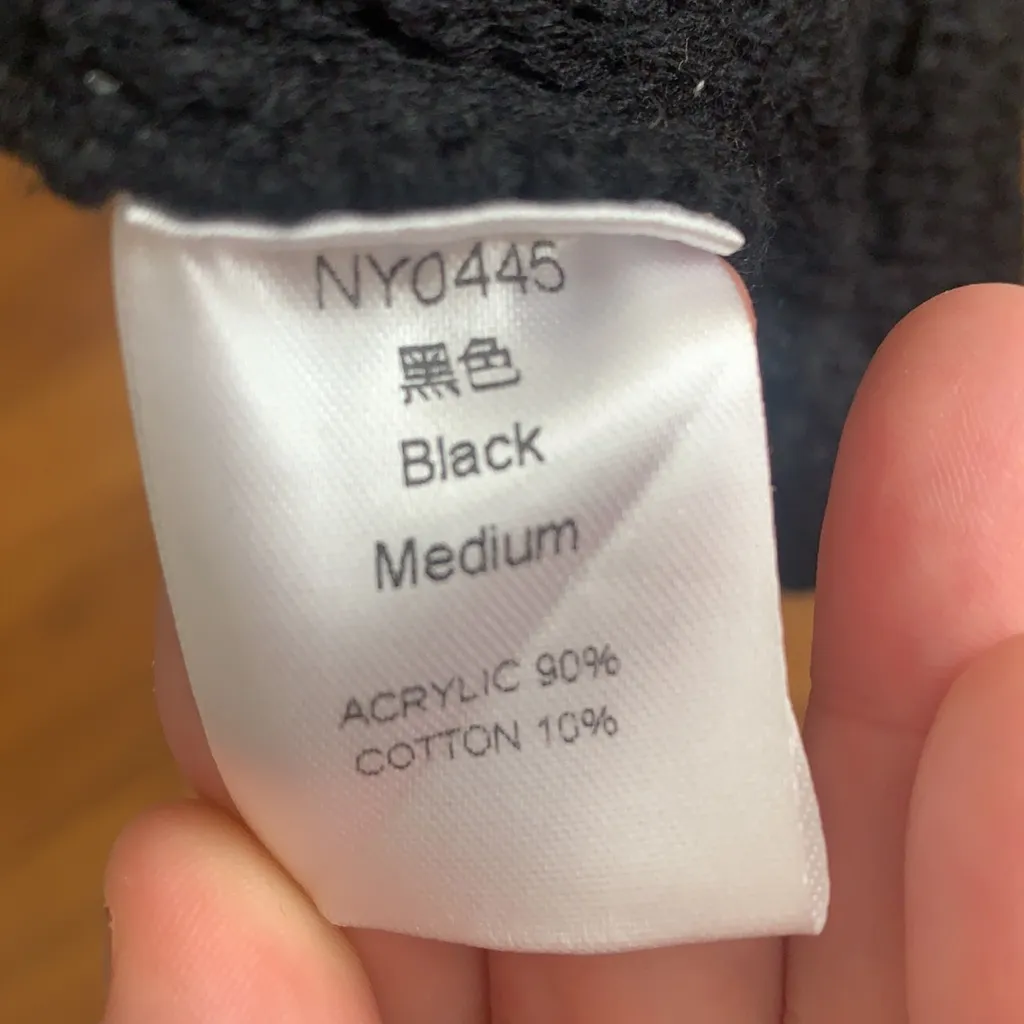 NY0445
黑色
Black
Medium
ACRYLIC 90%
COTTON 10%